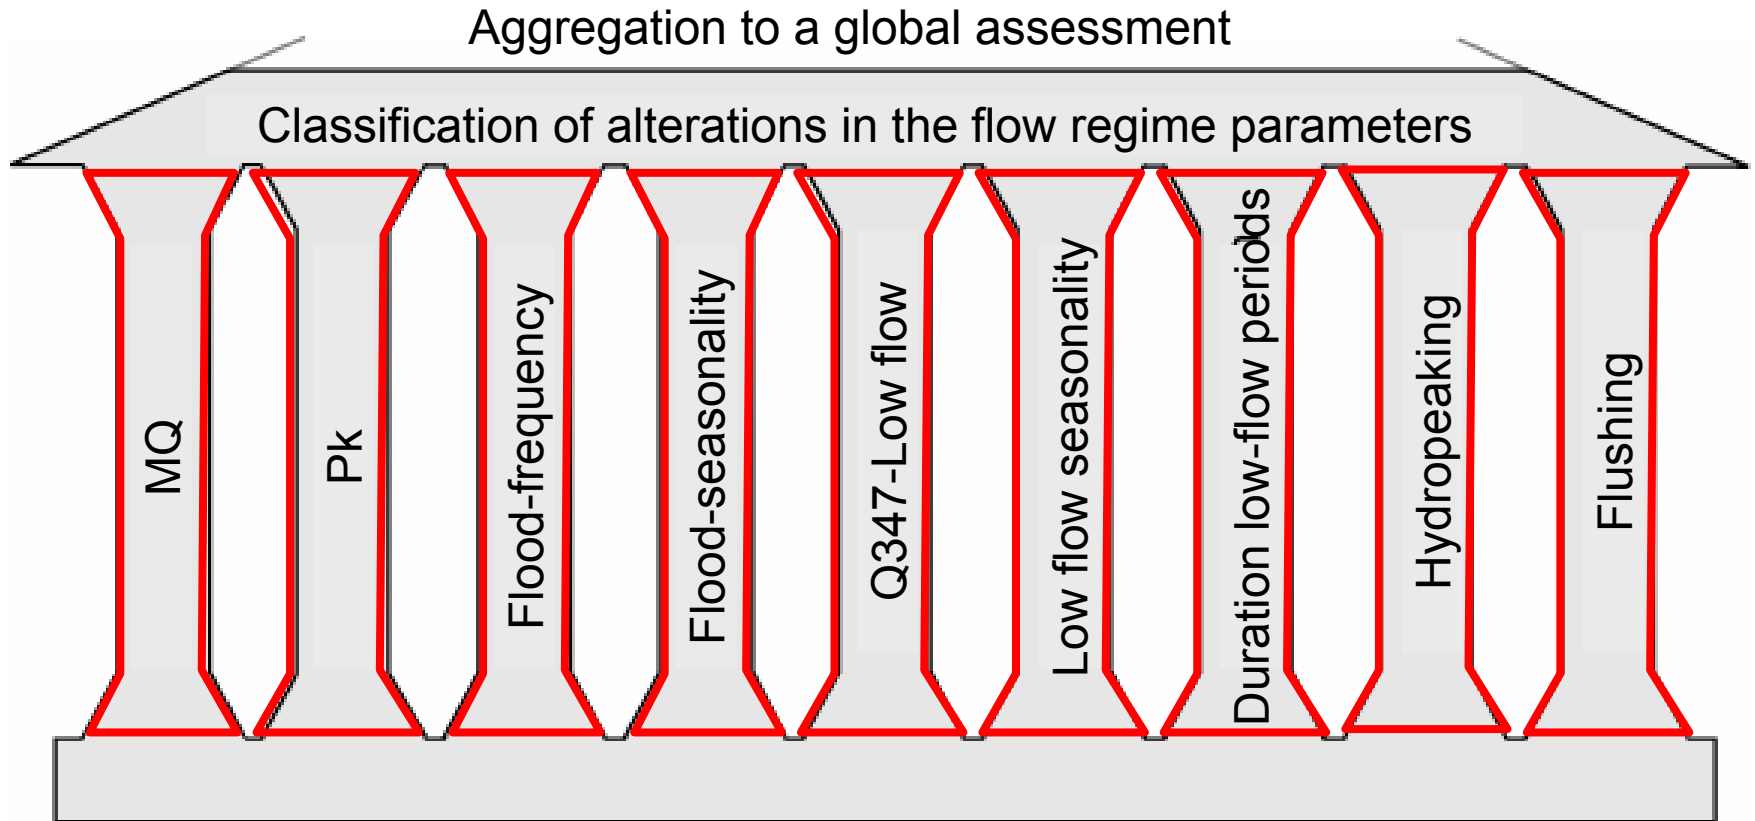 Aggregation to a global assessment
Classification of alterations in the flow regime parameters
MQ
Pk
Flood-frequency
Flood-seasonality
Q347-Low flow
Low flow seasonality
Duration low-flow periods
Hydropeaking
Flushing